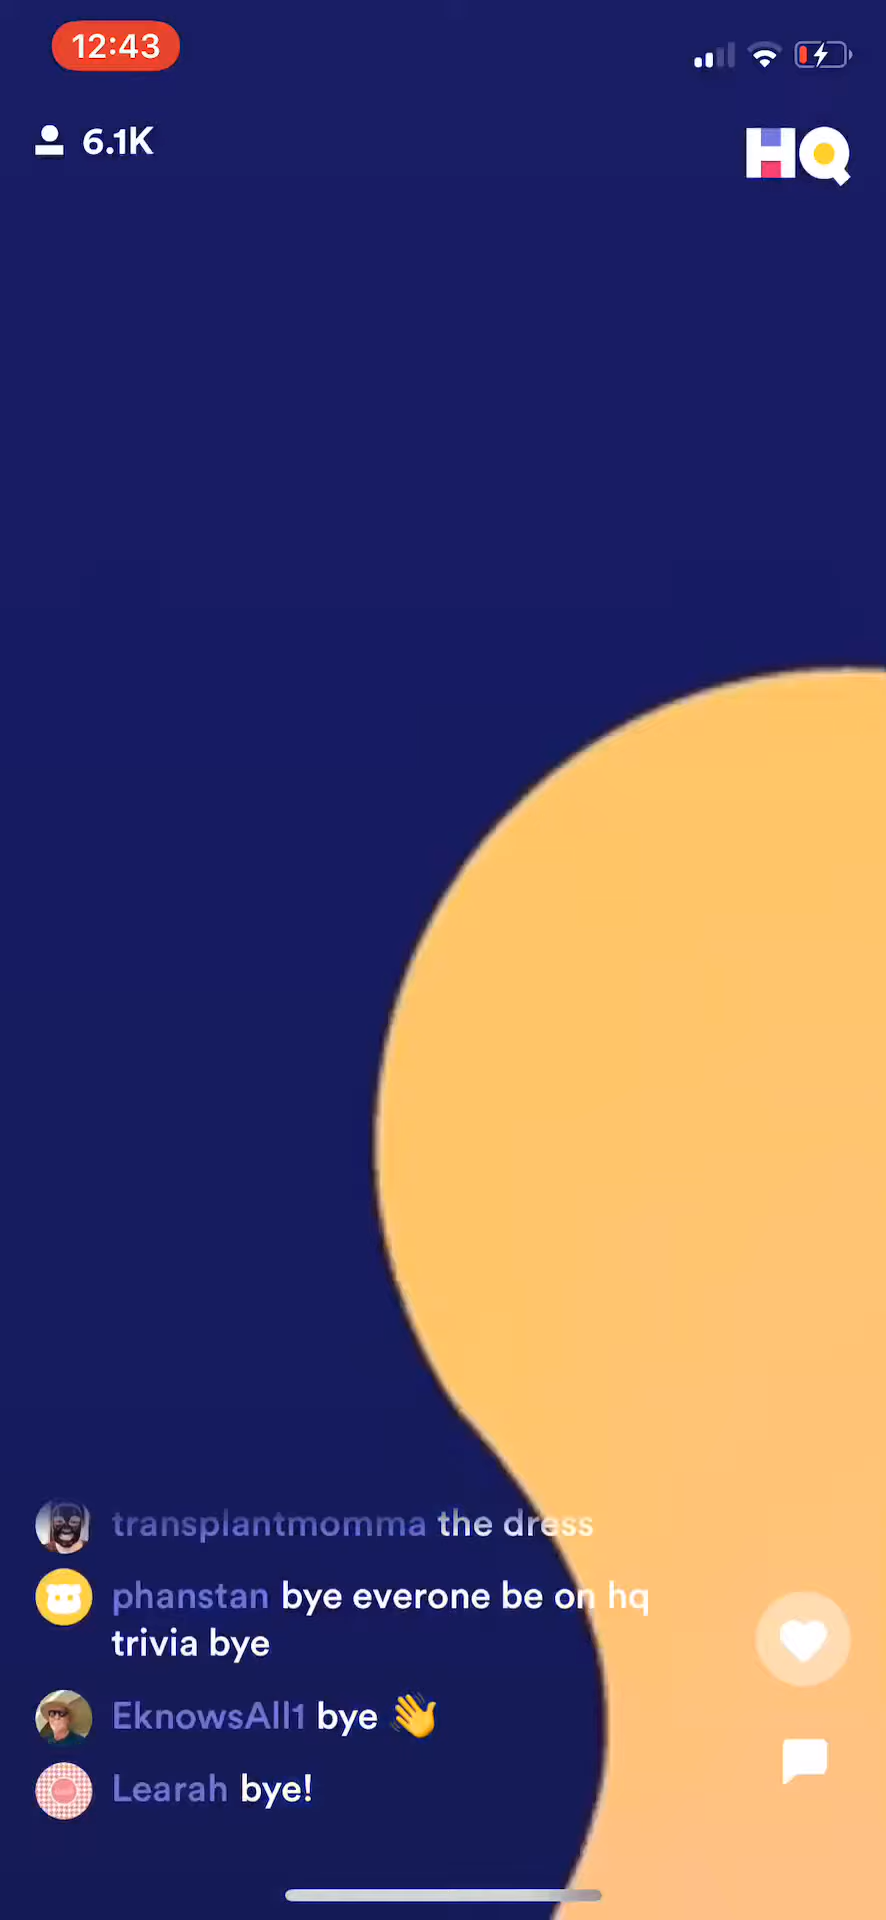 12:43
6.1K
HQ
transplantmomma the dress
phanstan bye everone be on hq
trivia bye
EknowsAll1 bye 👋
Learah bye!